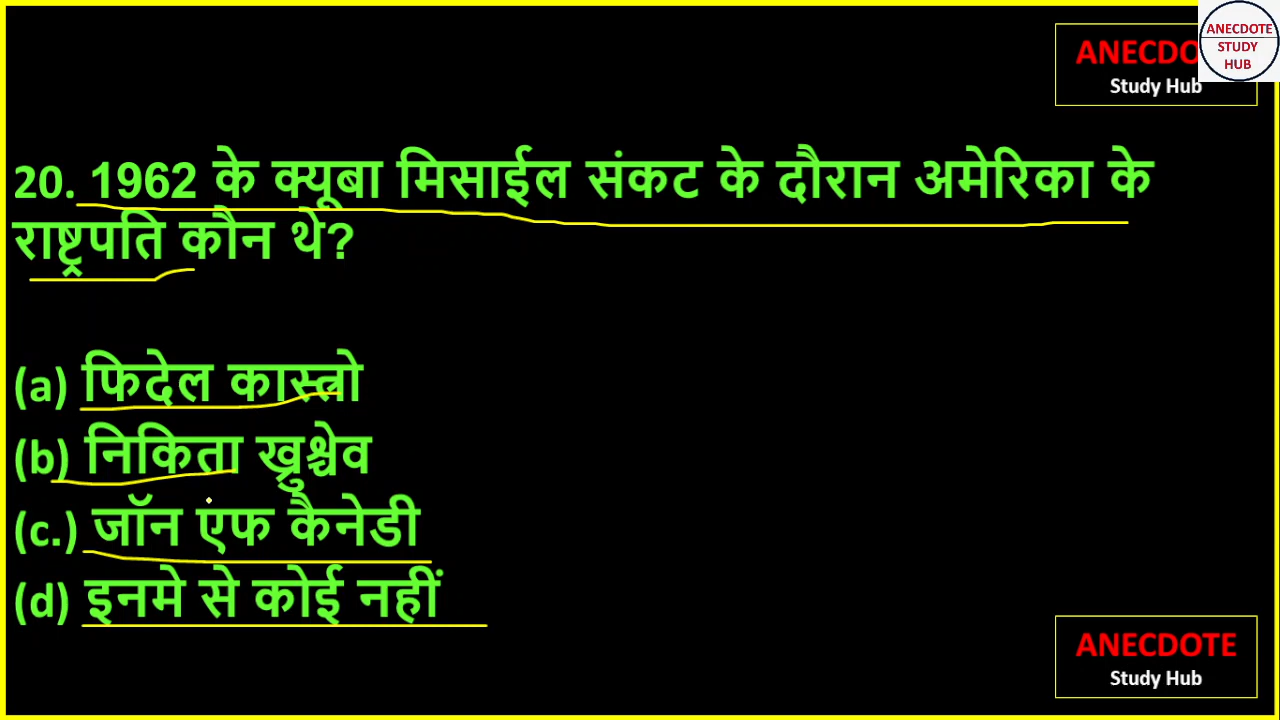 ANECDOTE
STUDY
HUB
ANECDO
Study Hub
20. 1962 के क्यूबा मिसाईल संकट के दौरान अमेरिका के
राष्ट्रपति कौन थे?
(a) फिदेल कास्त्रो
(b) निकिता ख्रुश्चेव
(c.) जॉन एफ कैनेडी
(d) इनमे से कोई नहीं
ANECDOTE
Study Hub